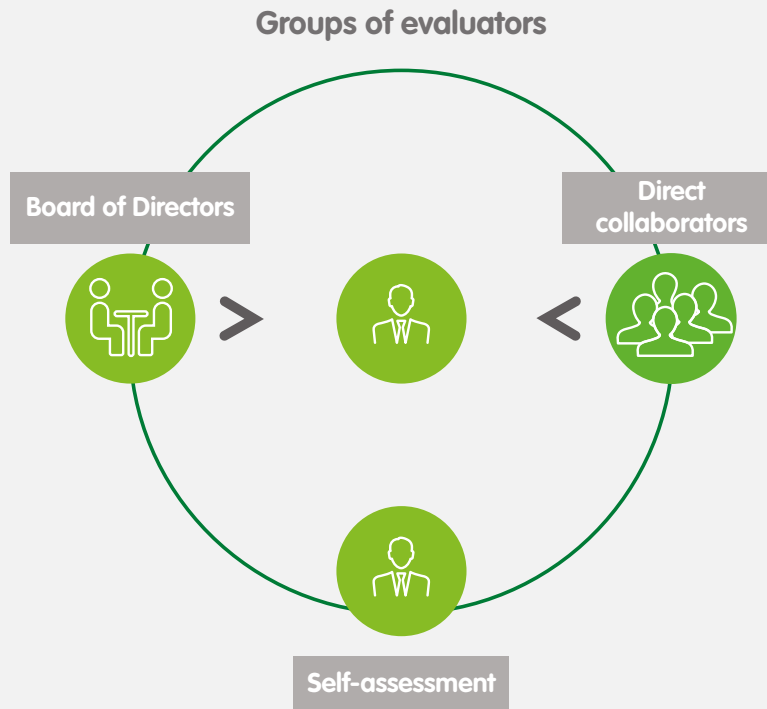 Groups of evaluators
Board of Directors
Direct
collaborators
Self-assessment